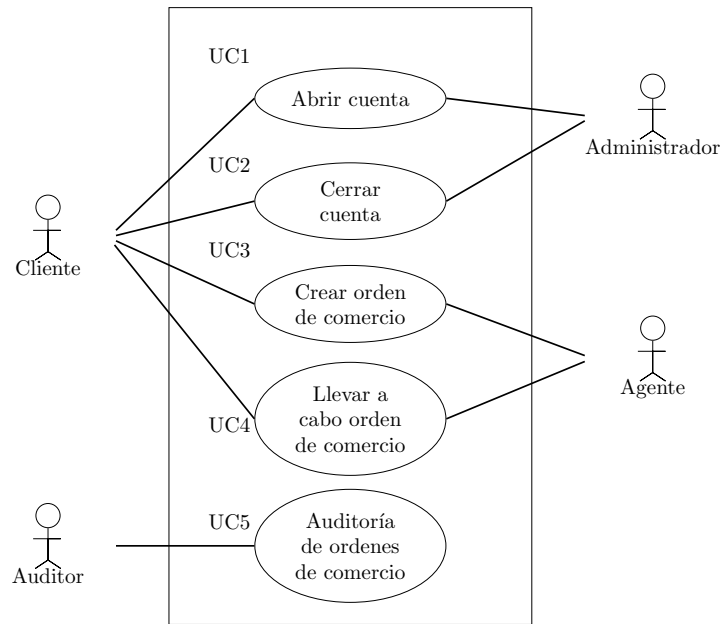 UC1
Abrir cuenta
Administrador
UC2
Cerrar
cuenta
Cliente
UC3
Crear orden
de comercio
Agente
UC4
Llevar a
cabo orden
de comercio
UC5
Auditoría
de ordenes
de comercio
Auditor